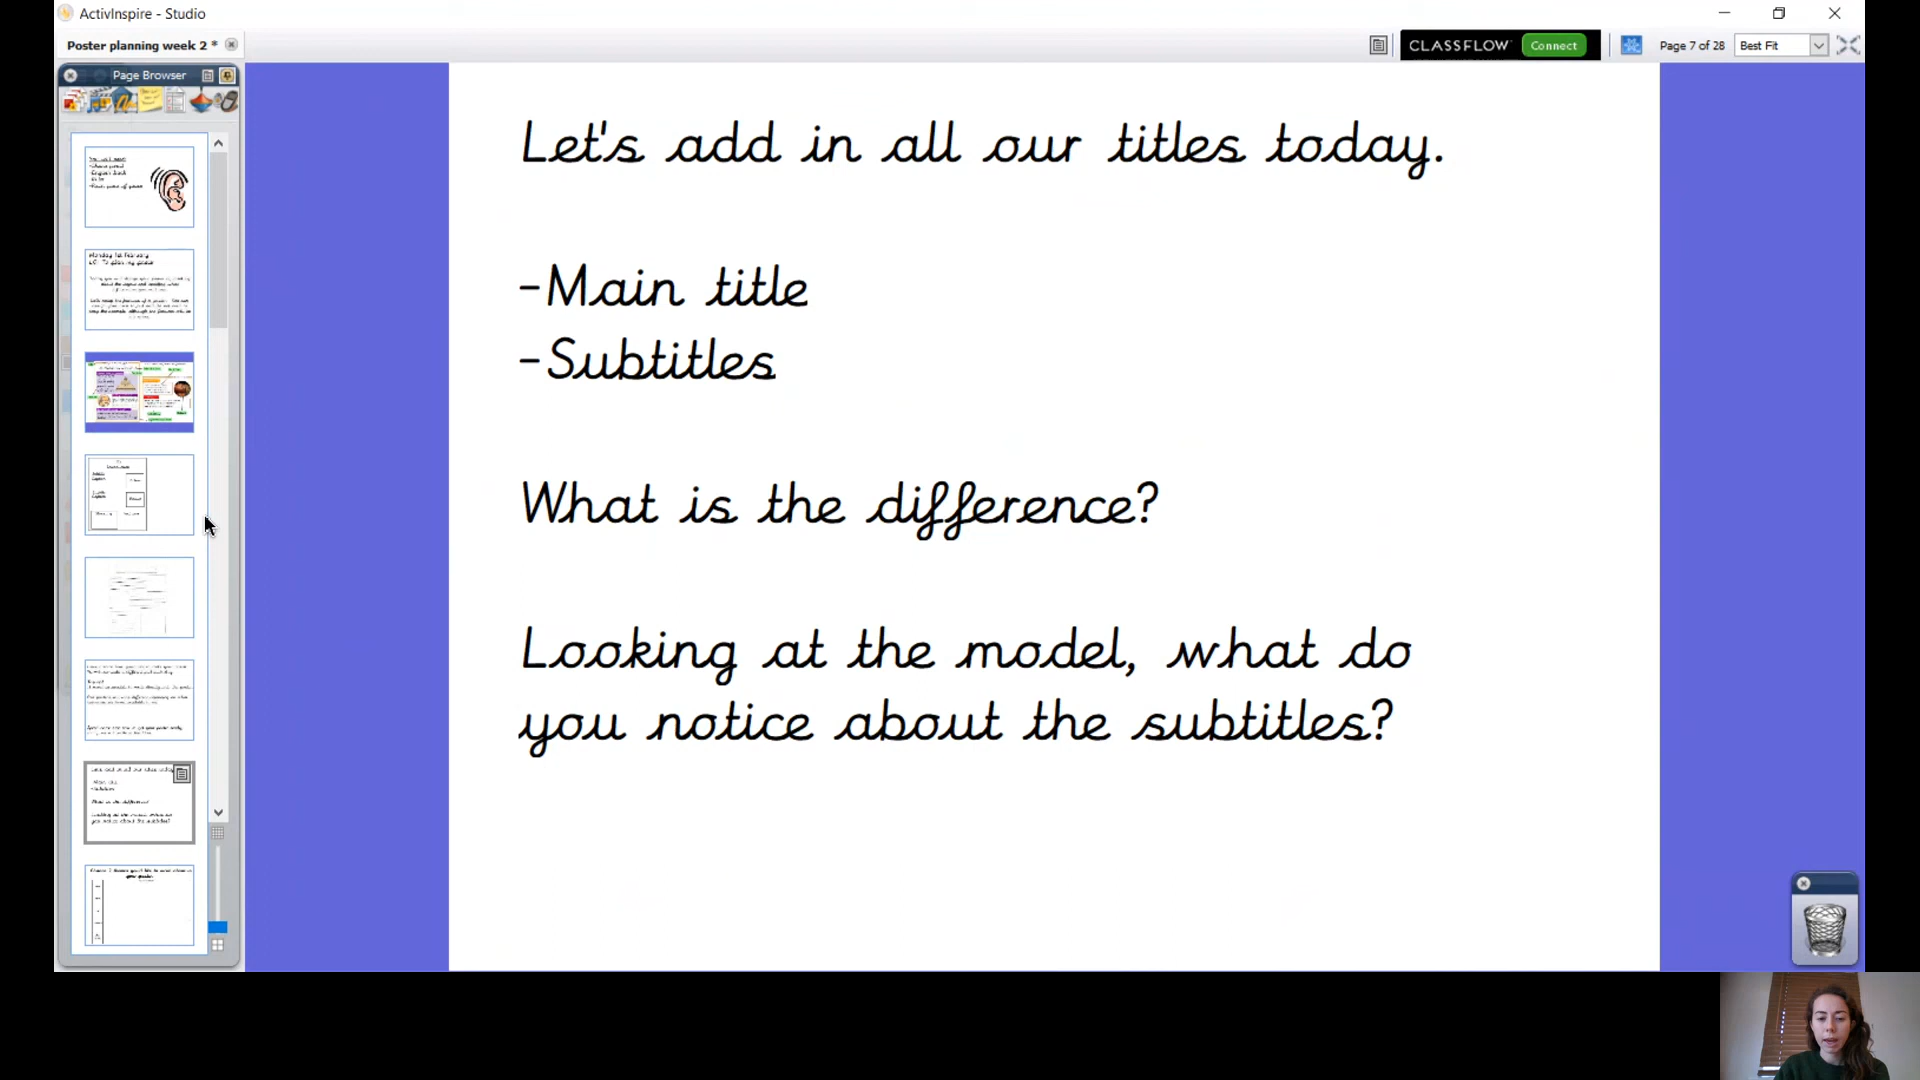 ActivInspire - Studio
Poster planning week 2 *
CLASSFLOW Connect
Page 7 of 28
Best Fit
Page Browser
Let's add in all our titles today.
-Main title
-Subtitles
What is the difference?
Looking at the model, what do
you notice about the subtitles?